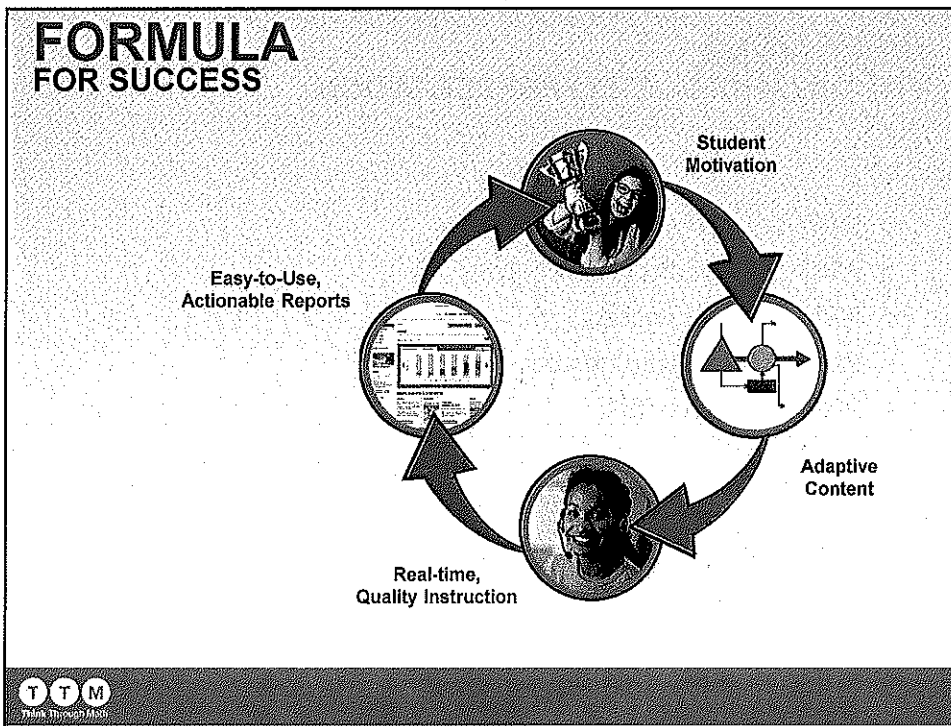 FORMULA
FOR SUCCESS
Student
Motivation
Easy-to-Use,
Actionable Reports
Adaptive
Content
Real-time,
Quality Instruction
T T M
Think Through Math